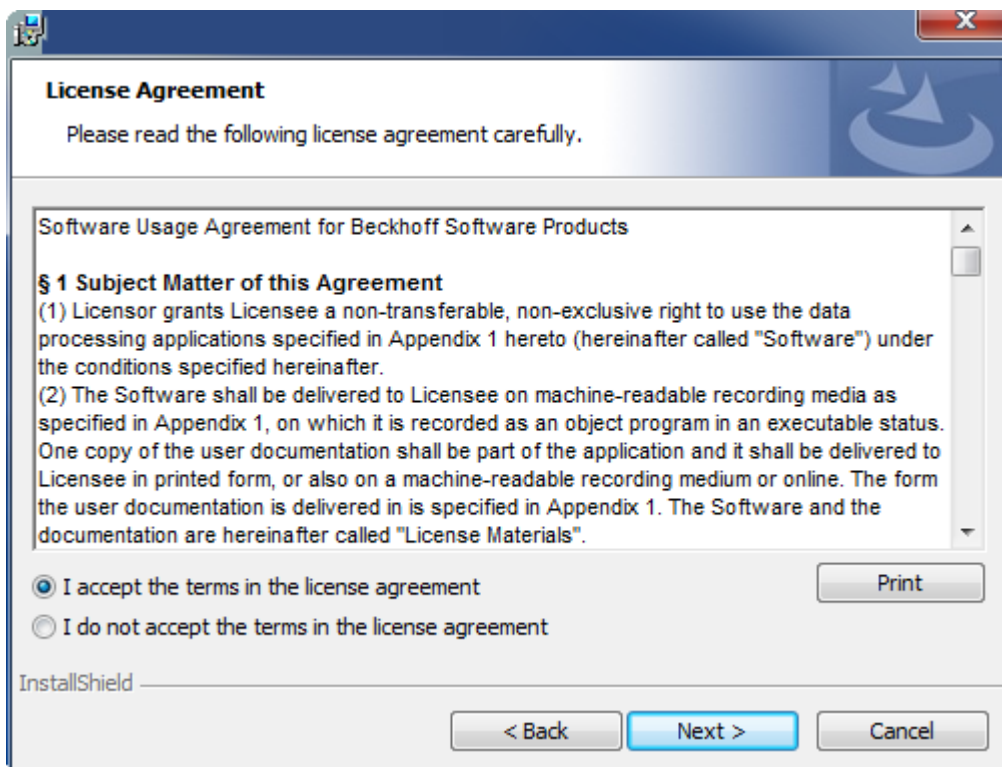 License Agreement
Please read the following license agreement carefully.
Software Usage Agreement for Beckhoff Software Products
§ 1 Subject Matter of this Agreement
(1) Licensor grants Licensee a non-transferable, non-exclusive right to use the data
processing applications specified in Appendix 1 hereto (hereinafter called "Software") under
the conditions specified hereinafter.
(2) The Software shall be delivered to Licensee on machine-readable recording media as
specified in Appendix 1, on which it is recorded as an object program in an executable status.
One copy of the user documentation shall be part of the application and it shall be delivered to
Licensee in printed form, or also on a machine-readable recording medium or online. The form
the user documentation is delivered in is specified in Appendix 1. The Software and the
documentation are hereinafter called "License Materials".
I accept the terms in the license agreement
Print
I do not accept the terms in the license agreement
InstallShield
< Back
Next >
Cancel